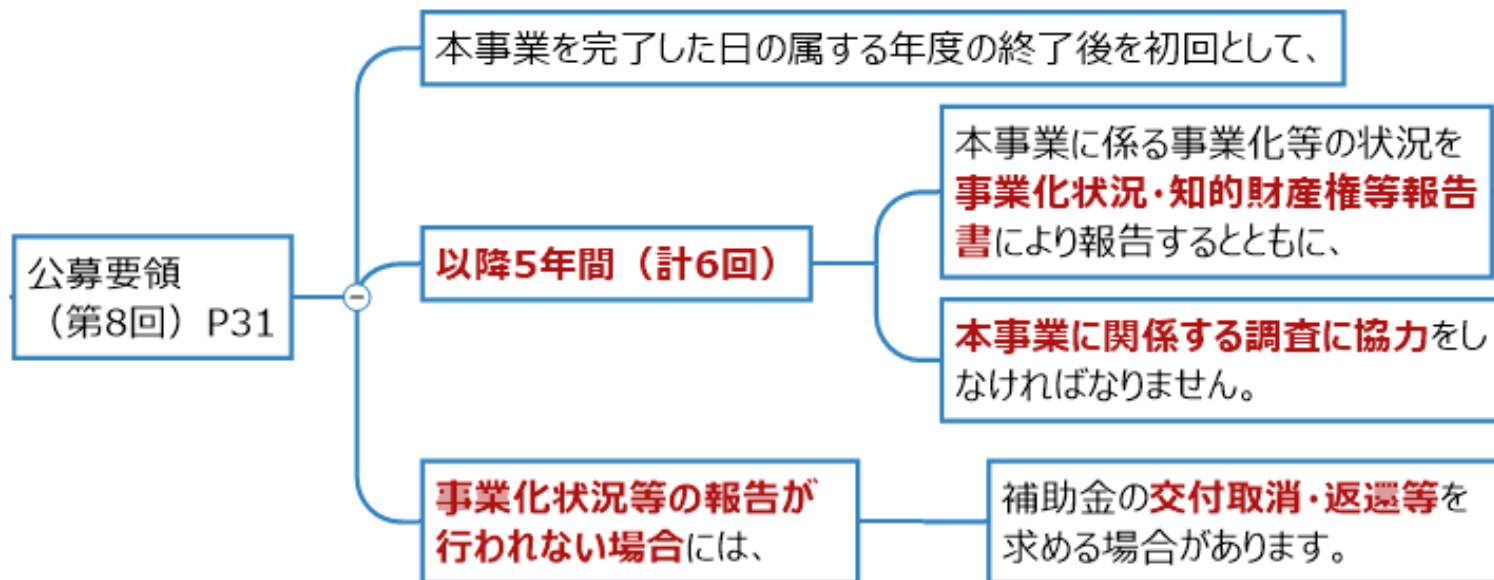 公募要領
（第8回）P31
本事業を完了した日の属する年度の終了後を初回として、
以降5年間（計6回）
本事業に係る事業化等の状況を
事業化状況・知的財産権等報告
書により報告するとともに、
本事業に関係する調査に協力をし
なければなりません。
事業化状況等の報告が
行われない場合には、
補助金の交付取消・返還等を
求める場合があります。